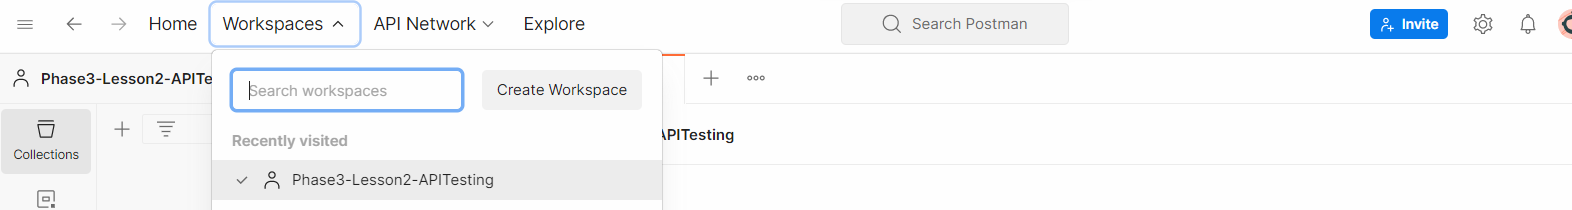 Home Workspaces API Network Explore Search Postman Invite
Phase3-Lesson2-APITe
Search workspaces Create Workspace
APITesting
Collections
Recently visited
Phase3-Lesson2-APITesting